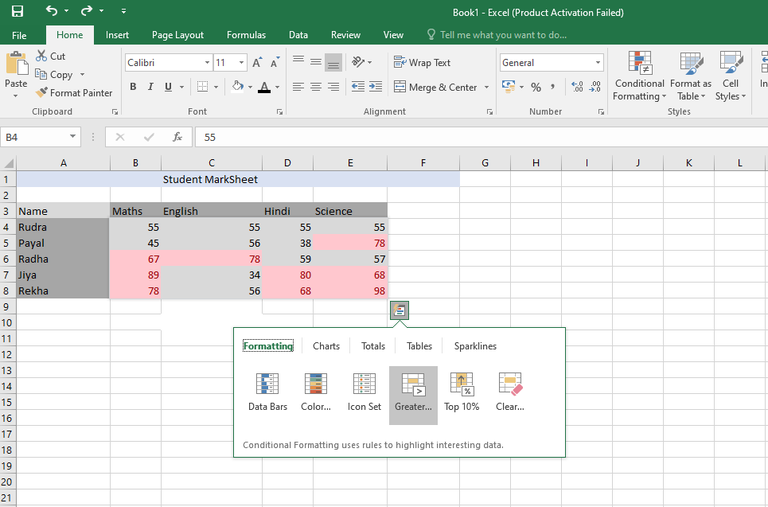 Book1 - Excel (Product Activation Failed)
File Home Insert Page Layout Formulas Data Review View Tell me what you want to do...
Paste
Cut
Copy
Format Painter
Clipboard
Calibri 11 A A
B I U A
Font
Wrap Text
Merge & Center
Alignment
General
% ,
Number
Conditional Formatting
Format as Table
Cell Styles
Styles
B4 fx 55
A B C D E F G H I J K L
1 Student MarkSheet
2
3 Name Maths English Hindi Science
4 Rudra 55 55 55 55
5 Payal 45 56 38 78
6 Radha 67 78 59 57
7 Jiya 89 34 80 68
8 Rekha 78 56 68 98
9
10
11
12
13
14
15
16
17
18
19
20
21
Formatting Charts Totals Tables Sparklines
Data Bars Color... Icon Set Greater... Top 10% Clear...
Conditional Formatting uses rules to highlight interesting data.